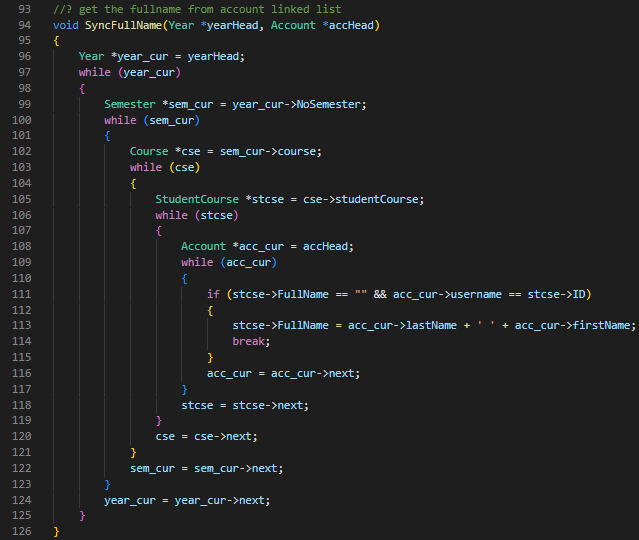 93 //? get the fullname from account linked list
94 void SyncFullName(Year *yearHead, Account *accHead)
95 {
96     Year *year_cur = yearHead;
97     while (year_cur)
98     {
99         Semester *sem_cur = year_cur->NoSemester;
100         while (sem_cur)
101         {
102             Course *cse = sem_cur->course;
103             while (cse)
104             {
105                 StudentCourse *stcse = cse->studentCourse;
106                 while (stcse)
107                 {
108                     Account *acc_cur = accHead;
109                     while (acc_cur)
110                     {
111                         if (stcse->FullName == "" && acc_cur->username == stcse->ID)
112                         {
113                             stcse->FullName = acc_cur->lastName + ' ' + acc_cur->firstName;
114                             break;
115                         }
116                         acc_cur = acc_cur->next;
117                     }
118                     stcse = stcse->next;
119                 }
120                 cse = cse->next;
121             }
122             sem_cur = sem_cur->next;
123         }
124         year_cur = year_cur->next;
125     }
126 }